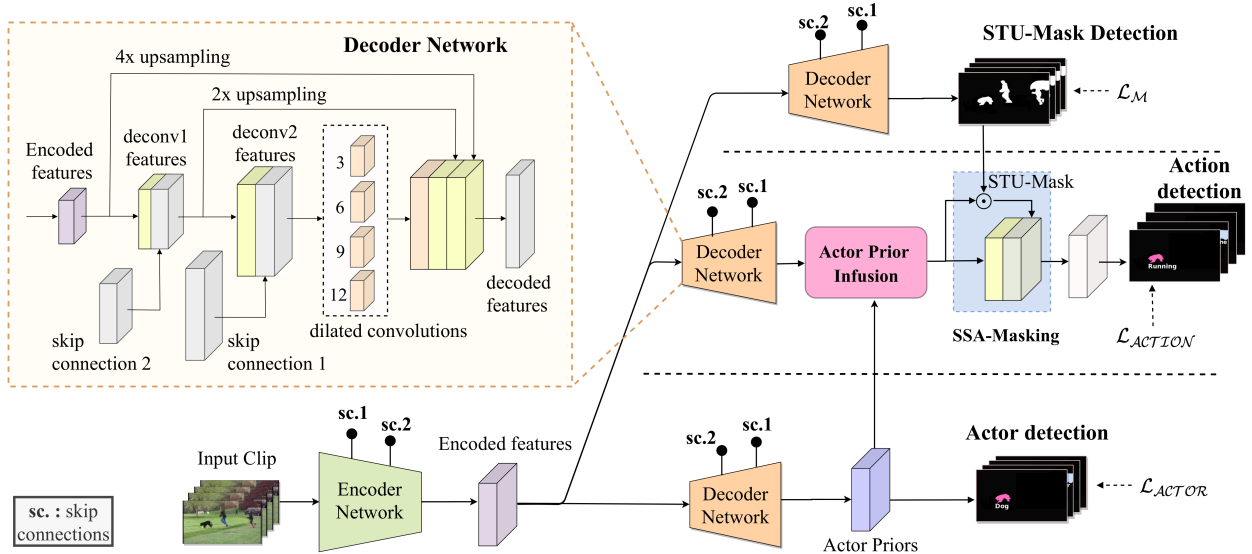 Decoder Network
4x upsampling
2x upsampling
Encoded
features
deconv1
features
deconv2
features
3
6
9
12
dilated convolutions
decoded
features
skip
connection 2
skip
connection 1
sc.2
sc.1
Decoder
Network
STU-Mask Detection
ℒ_M
sc.2
sc.1
Decoder
Network
Actor Prior
Infusion
STU-Mask
SSA-Masking
Action
detection
Running
ℒ_ACTION
Input Clip
sc.1
sc.2
Encoder
Network
Encoded features
sc.2
sc.1
Decoder
Network
Actor Priors
Actor detection
Dog
ℒ_ACTOR
sc. : skip
connections